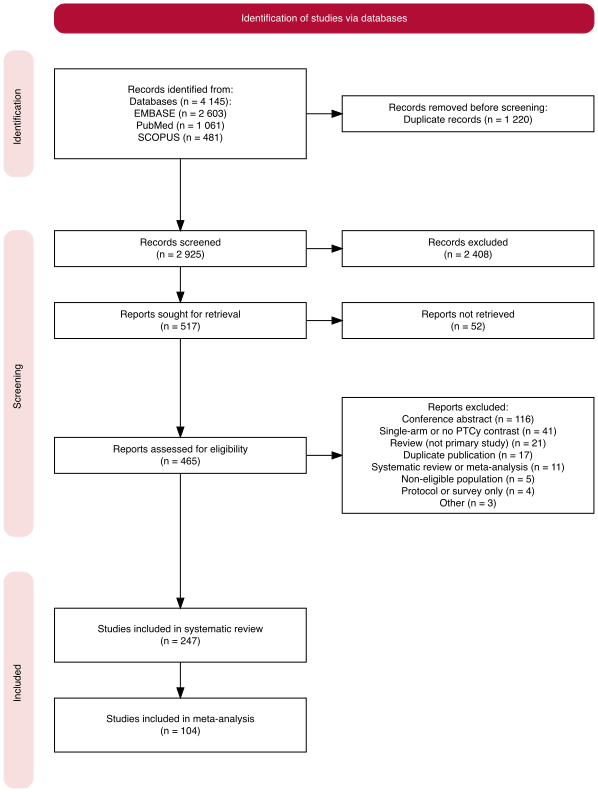 Identification of studies via databases
Identification
Records identified from:
Databases (n = 4 145):
EMBASE (n = 2 603)
PubMed (n = 1 061)
SCOPUS (n = 481)
Records removed before screening:
Duplicate records (n = 1 220)
Screening
Records screened
(n = 2 925)
Records excluded
(n = 2 408)
Reports sought for retrieval
(n = 517)
Reports not retrieved
(n = 52)
Reports assessed for eligibility
(n = 465)
Reports excluded:
Conference abstract (n = 116)
Single-arm or no PTCy contrast (n = 41)
Review (not primary study) (n = 21)
Duplicate publication (n = 17)
Systematic review or meta-analysis (n = 11)
Non-eligible population (n = 5)
Protocol or survey only (n = 4)
Other (n = 3)
Included
Studies included in systematic review
(n = 247)
Studies included in meta-analysis
(n = 104)